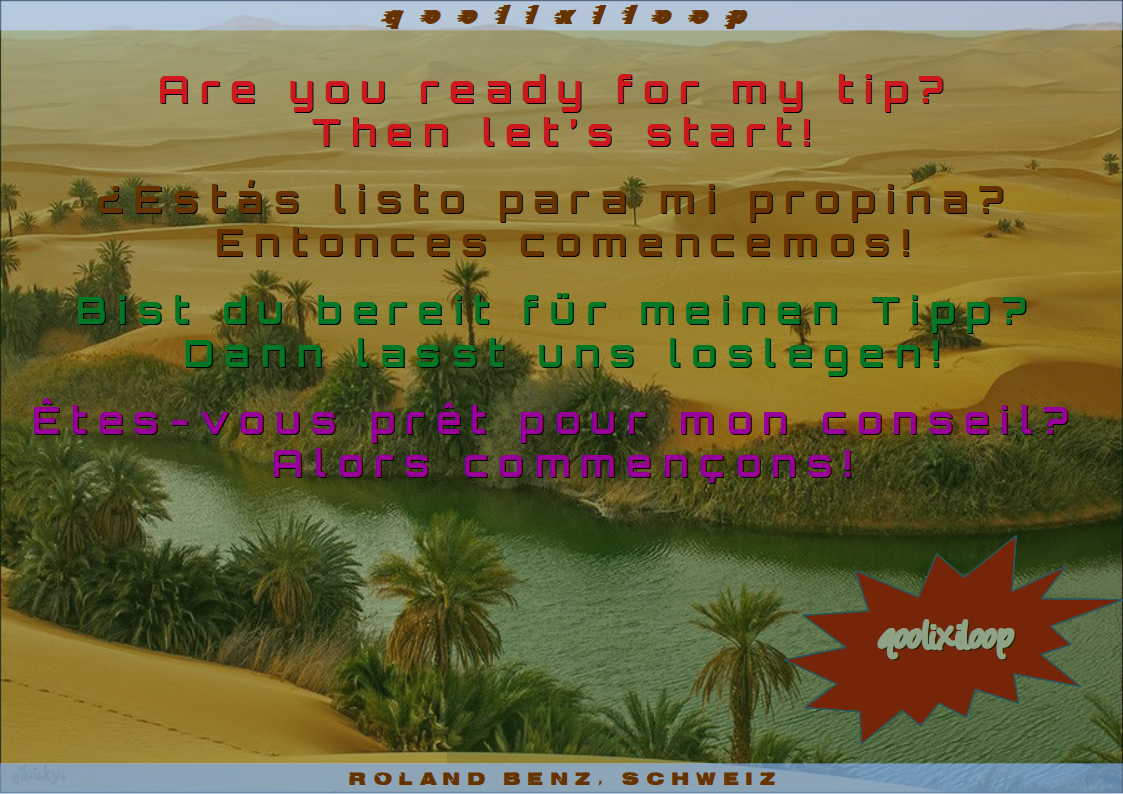 qoolixiloop
Are you ready for my tip?
Then let's start!
¿Estás listo para mi propina?
Entonces comencemos!
Bist du bereit für meinen Tipp?
Dann lasst uns loslegen!
Êtes-vous prêt pour mon conseil?
Alors commençons!
qoolixiloop
ROLAND BENZ, SCHWEIZ